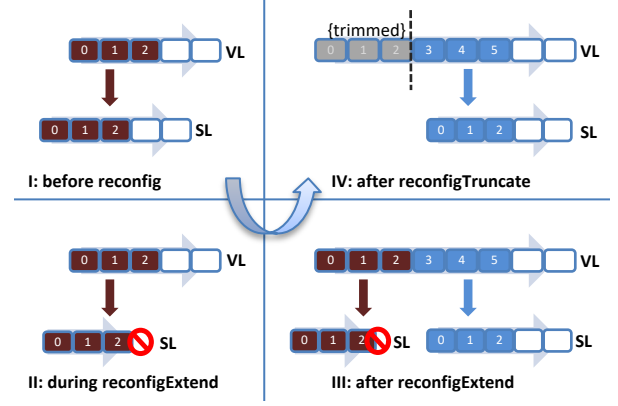 0 1 2 VL
0 1 2 SL
I: before reconfig
{trimmed}
0 1 2 3 4 5 VL
0 1 2 SL
IV: after reconfigTruncate
0 1 2 VL
0 1 2 SL
II: during reconfigExtend
0 1 2 3 4 5 VL
0 1 2 SL 0 1 2 SL
III: after reconfigExtend